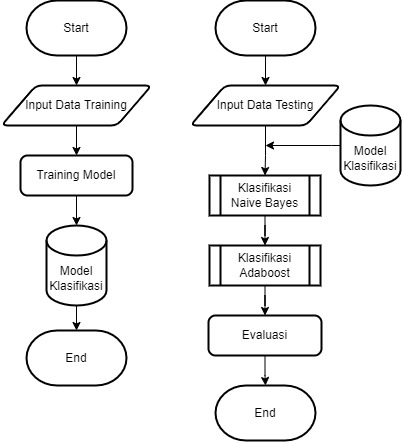 Start
Input Data Training
Training Model
Model
Klasifikasi
End
Start
Input Data Testing
Model
Klasifikasi
Klasifikasi
Naive Bayes
Klasifikasi
Adaboost
Evaluasi
End